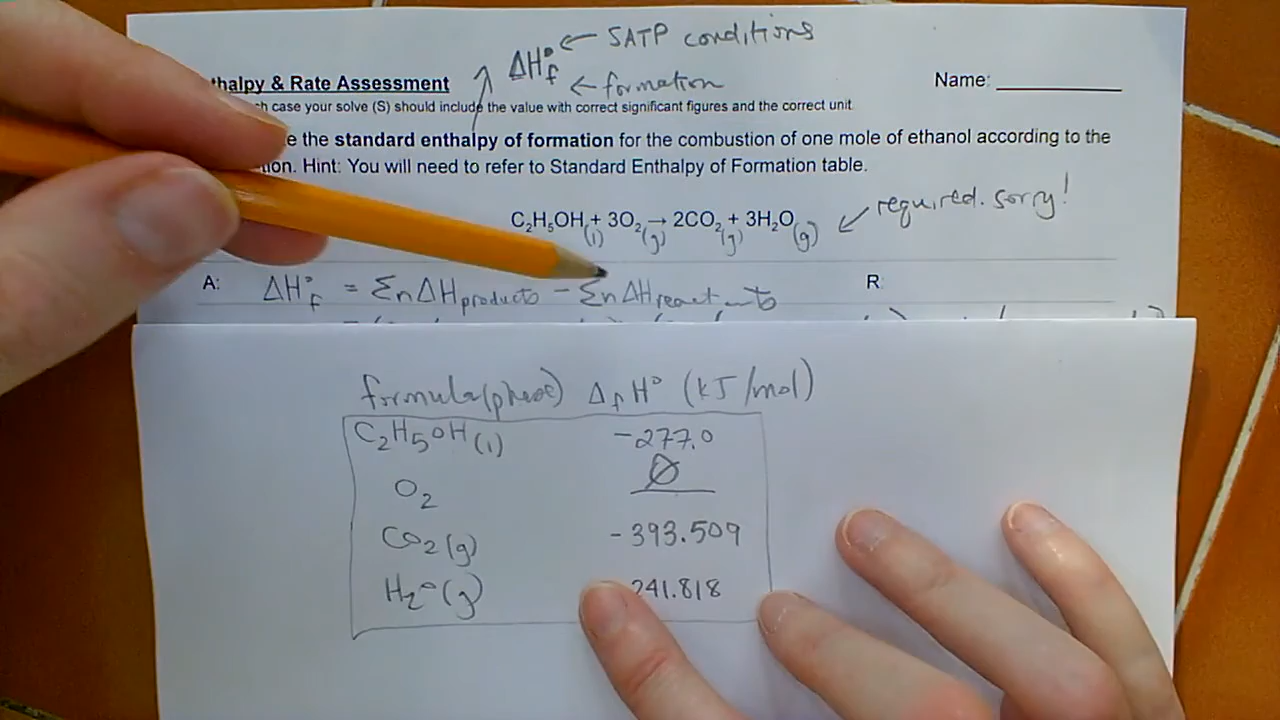 ΔH°f ← SATP conditions
← formation
thalpy & Rate Assessment Name:
ch case your solve (S) should include the value with correct significant figures and the correct unit.
e the standard enthalpy of formation for the combustion of one mole of ethanol according to the
tion. Hint: You will need to refer to Standard Enthalpy of Formation table.
required. sorry!
C₂H₅OH(l) + 3O₂(g) → 2CO₂(g) + 3H₂O(g)
A: ΔH°f = ΣnΔHproducts − ΣnΔHreactants R:
formula(phase) ΔfH° (kJ/mol)
C₂H₅OH(l) -277.0
O₂ Ø
CO₂(g) -393.509
H₂O(g) 241.818